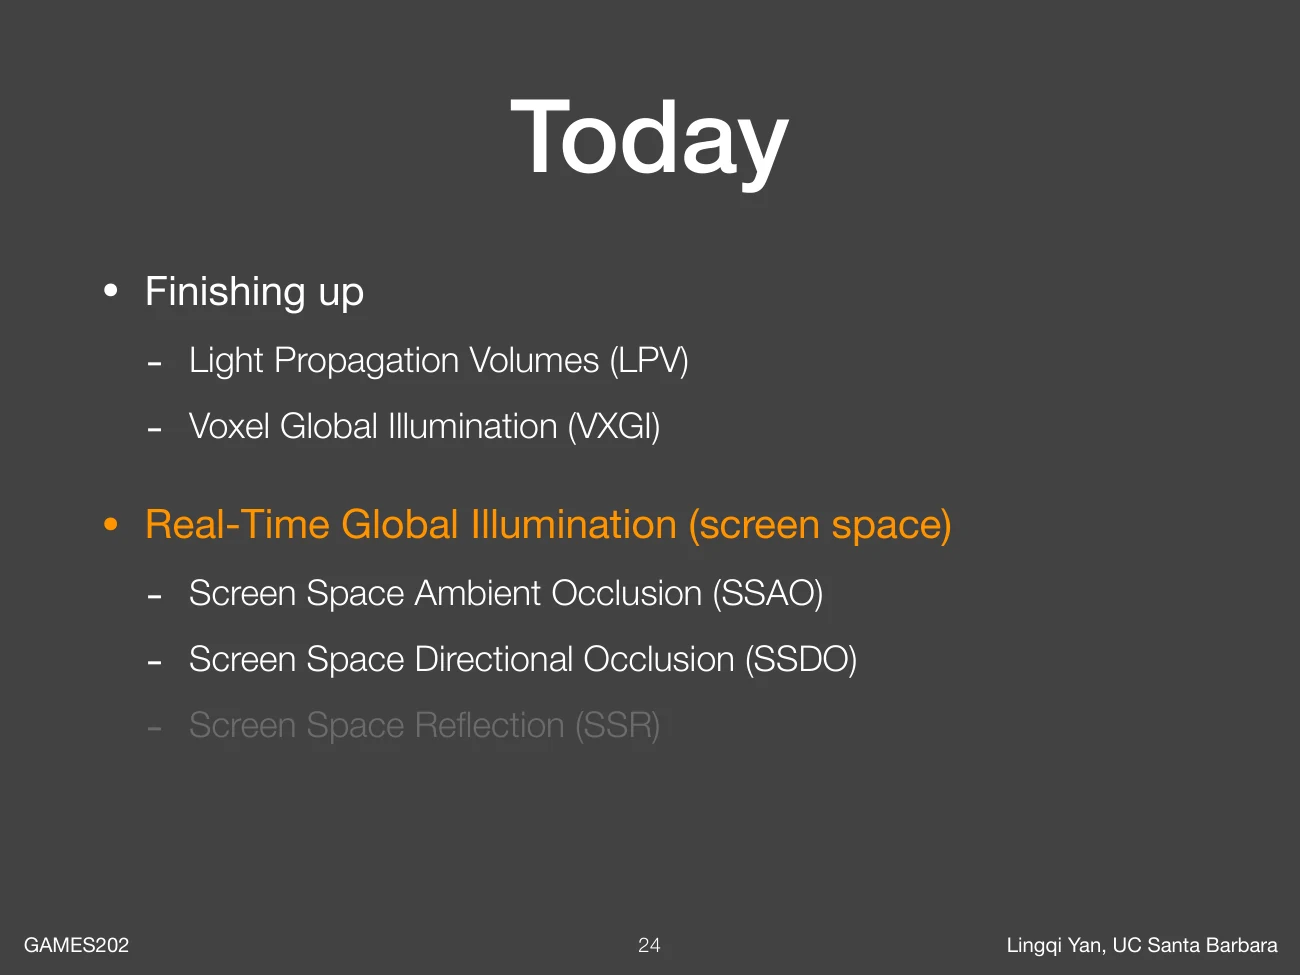 Today
• Finishing up
- Light Propagation Volumes (LPV)
- Voxel Global Illumination (VXGI)
• Real-Time Global Illumination (screen space)
- Screen Space Ambient Occlusion (SSAO)
- Screen Space Directional Occlusion (SSDO)
- Screen Space Reflection (SSR)
GAMES202
24
Lingqi Yan, UC Santa Barbara